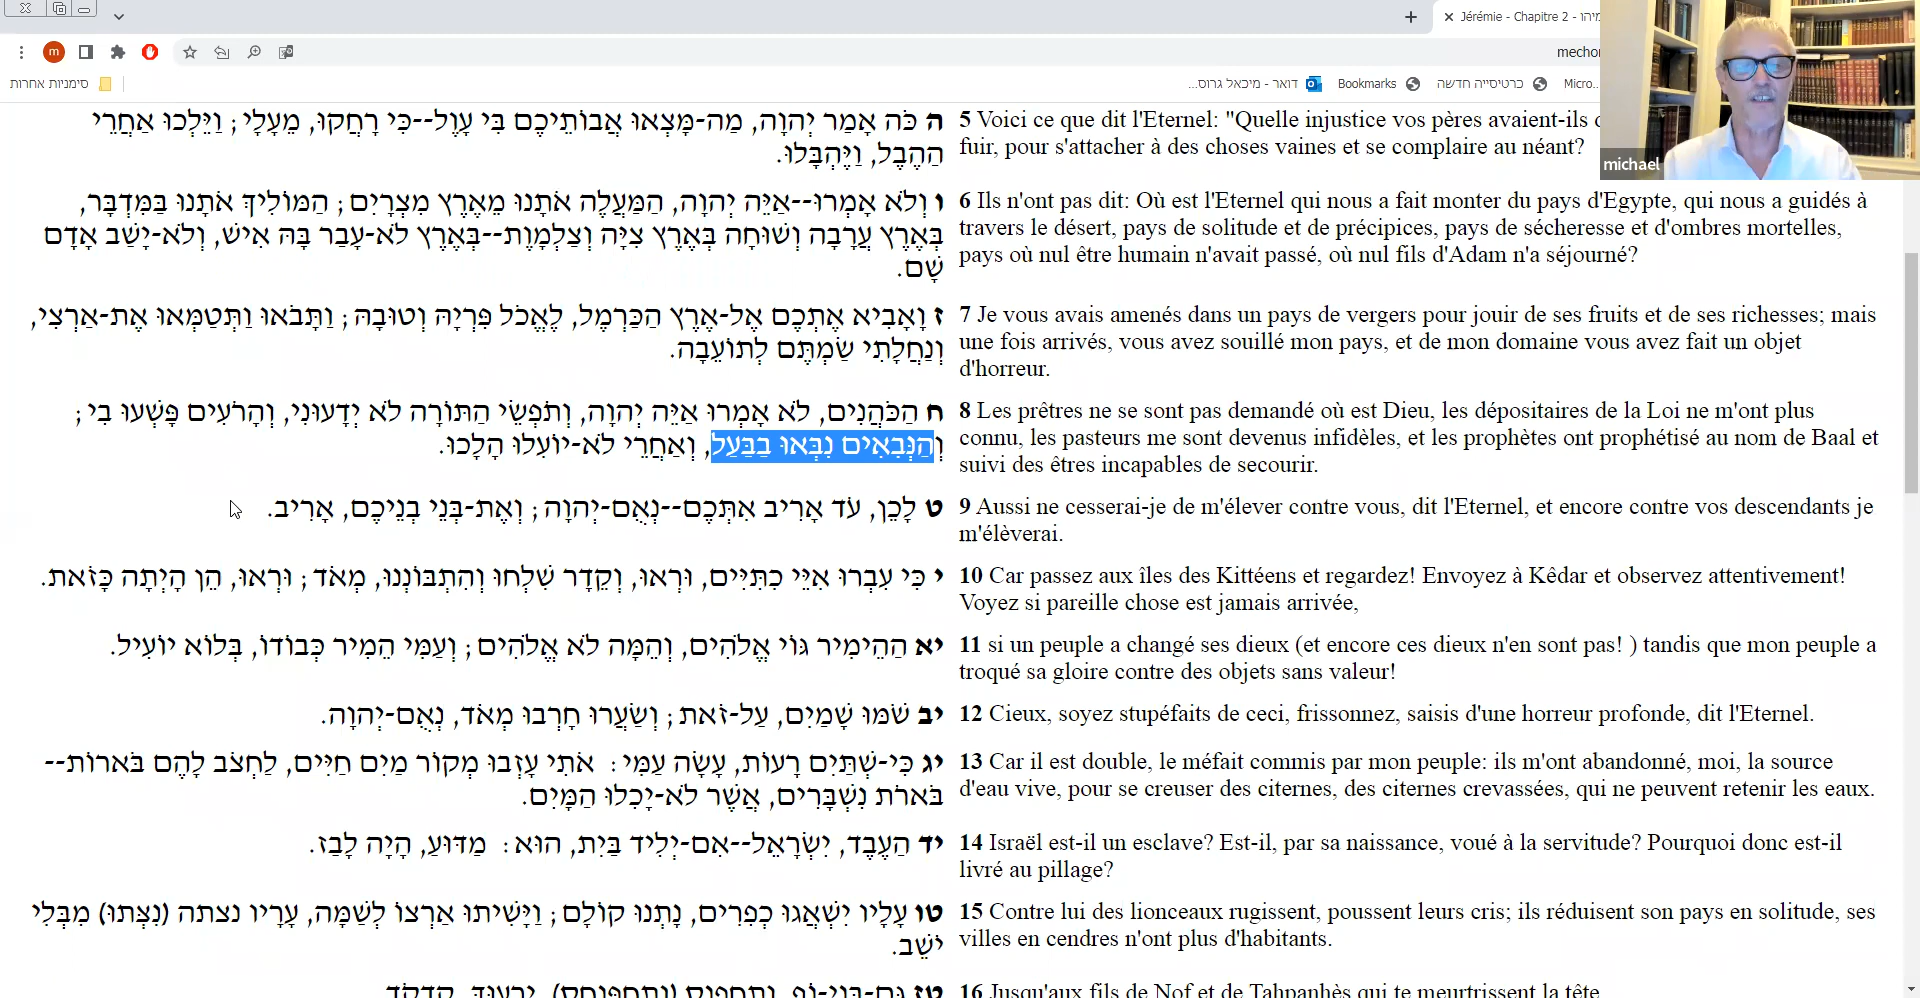 Jérémie - Chapitre 2 - ירמיהו
mechon
סימניות אחרות
דואר - מיכאל גרוס...
Bookmarks
כרטיסייה חדשה
Micro...
m
michael
ה כֹּה אָמַר יְהוָה, מַה-מָּצְאוּ אֲבוֹתֵיכֶם בִּי עָוֶל--כִּי רָחֲקוּ, מֵעָלָי; וַיֵּלְכוּ אַחֲרֵי
הַהֶבֶל, וַיֶּהְבָּלוּ.
5 Voici ce que dit l'Eternel: "Quelle injustice vos pères avaient-ils
fuir, pour s'attacher à des choses vaines et se complaire au néant?
ו וְלֹא אָמְרוּ--אַיֵּה יְהוָה, הַמַּעֲלֶה אֹתָנוּ מֵאֶרֶץ מִצְרָיִם; הַמּוֹלִיךְ אֹתָנוּ בַּמִּדְבָּר,
בְּאֶרֶץ עֲרָבָה וְשׁוּחָה בְּאֶרֶץ צִיָּה וְצַלְמָוֶת--בְּאֶרֶץ לֹא-עָבַר בָּהּ אִישׁ, וְלֹא-יָשַׁב אָדָם
שָׁם.
6 Ils n'ont pas dit: Où est l'Eternel qui nous a fait monter du pays d'Egypte, qui nous a guidés à
travers le désert, pays de solitude et de précipices, pays de sécheresse et d'ombres mortelles,
pays où nul être humain n'avait passé, où nul fils d'Adam n'a séjourné?
ז וָאָבִיא אֶתְכֶם אֶל-אֶרֶץ הַכַּרְמֶל, לֶאֱכֹל פִּרְיָהּ וְטוּבָהּ; וַתָּבֹאוּ וַתְּטַמְּאוּ אֶת-אַרְצִי,
וְנַחֲלָתִי שַׂמְתֶּם לְתוֹעֵבָה.
7 Je vous avais amenés dans un pays de vergers pour jouir de ses fruits et de ses richesses; mais
une fois arrivés, vous avez souillé mon pays, et de mon domaine vous avez fait un objet
d'horreur.
ח הַכֹּהֲנִים, לֹא אָמְרוּ אַיֵּה יְהוָה, וְתֹפְשֵׂי הַתּוֹרָה לֹא יְדָעוּנִי, וְהָרֹעִים פָּשְׁעוּ בִי;
וְהַנְּבִאִים נִבְּאוּ בַבַּעַל, וְאַחֲרֵי לֹא-יוֹעִלוּ הָלָכוּ.
8 Les prêtres ne se sont pas demandé où est Dieu, les dépositaires de la Loi ne m'ont plus
connu, les pasteurs me sont devenus infidèles, et les prophètes ont prophétisé au nom de Baal et
suivi des êtres incapables de secourir.
ט לָכֵן, עֹד אָרִיב אִתְּכֶם--נְאֻם-יְהוָה; וְאֶת-בְּנֵי בְנֵיכֶם, אָרִיב.
9 Aussi ne cesserai-je de m'élever contre vous, dit l'Eternel, et encore contre vos descendants je
m'élèverai.
י כִּי עִבְרוּ אִיֵּי כִתִּיִּים, וּרְאוּ, וְקֵדָר שִׁלְחוּ וְהִתְבּוֹנְנוּ, מְאֹד; וּרְאוּ, הֵן הָיְתָה כָּזֹאת.
10 Car passez aux îles des Kittéens et regardez! Envoyez à Kêdar et observez attentivement!
Voyez si pareille chose est jamais arrivée,
יא הַהֵימִיר גּוֹי אֱלֹהִים, וְהֵמָּה לֹא אֱלֹהִים; וְעַמִּי הֵמִיר כְּבוֹדוֹ, בְּלוֹא יוֹעִיל.
11 si un peuple a changé ses dieux (et encore ces dieux n'en sont pas! ) tandis que mon peuple a
troqué sa gloire contre des objets sans valeur!
יב שֹׁמּוּ שָׁמַיִם, עַל-זֹאת; וְשַׂעֲרוּ חָרְבוּ מְאֹד, נְאֻם-יְהוָה.
12 Cieux, soyez stupéfaits de ceci, frissonnez, saisis d'une horreur profonde, dit l'Eternel.
יג כִּי-שְׁתַּיִם רָעוֹת, עָשָׂה עַמִּי: אֹתִי עָזְבוּ מְקוֹר מַיִם חַיִּים, לַחְצֹב לָהֶם בֹּארוֹת--
בֹּארֹת נִשְׁבָּרִים, אֲשֶׁר לֹא-יָכִלוּ הַמָּיִם.
13 Car il est double, le méfait commis par mon peuple: ils m'ont abandonné, moi, la source
d'eau vive, pour se creuser des citernes, des citernes crevassées, qui ne peuvent retenir les eaux.
יד הַעֶבֶד, יִשְׂרָאֵל--אִם-יְלִיד בַּיִת, הוּא: מַדּוּעַ, הָיָה לָבַז.
14 Israël est-il un esclave? Est-il, par sa naissance, voué à la servitude? Pourquoi donc est-il
livré au pillage?
טו עָלָיו יִשְׁאֲגוּ כְפִרִים, נָתְנוּ קוֹלָם; וַיָּשִׁיתוּ אַרְצוֹ לְשַׁמָּה, עָרָיו נצתה (נִצְּתוּ) מִבְּלִי
יֹשֵׁב.
15 Contre lui des lionceaux rugissent, poussent leurs cris; ils réduisent son pays en solitude, ses
villes en cendres n'ont plus d'habitants.
טז גַּם-בְּנֵי-נֹף, ותחפנס (וְתַחְפַּנְחֵס), יִרְעוּךְ, קָדְקֹד.
16 Jusqu'aux fils de Nof et de Tahpanhès qui te meurtrissent la tête